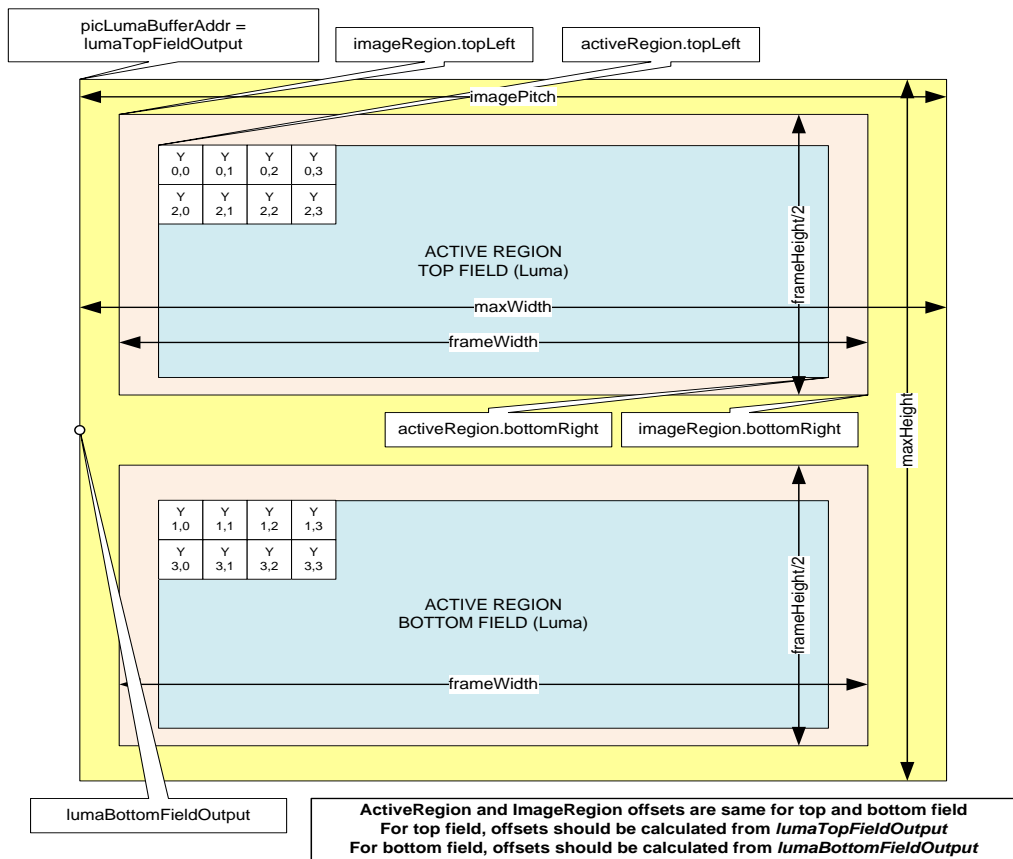 picLumaBufferAddr =
lumaTopFieldOutput
imageRegion.topLeft
activeRegion.topLeft
imagePitch
Y
0,0
Y
0,1
Y
0,2
Y
0,3
Y
2,0
Y
2,1
Y
2,2
Y
2,3
ACTIVE REGION
TOP FIELD (Luma)
frameHeight/2
maxWidth
frameWidth
activeRegion.bottomRight
imageRegion.bottomRight
maxHeight
Y
1,0
Y
1,1
Y
1,2
Y
1,3
Y
3,0
Y
3,1
Y
3,2
Y
3,3
ACTIVE REGION
BOTTOM FIELD (Luma)
frameHeight/2
frameWidth
lumaBottomFieldOutput
ActiveRegion and ImageRegion offsets are same for top and bottom field
For top field, offsets should be calculated from lumaTopFieldOutput
For bottom field, offsets should be calculated from lumaBottomFieldOutput